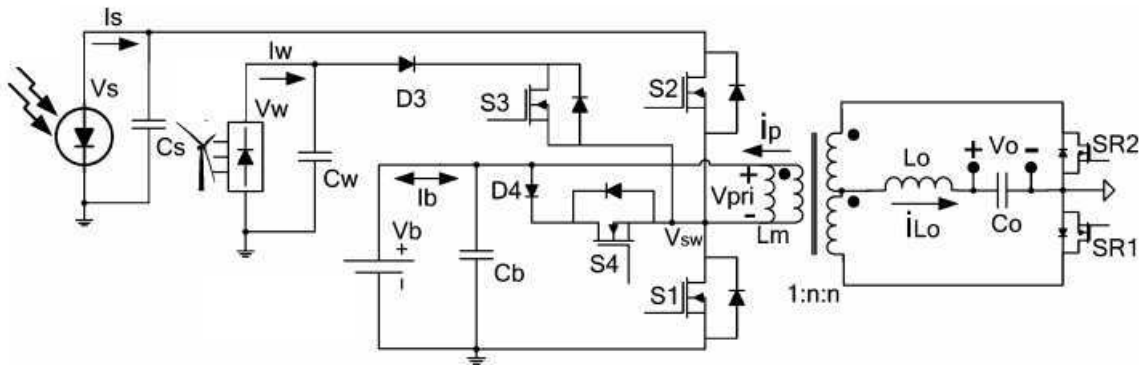 Is
Iw
Vs
Vw
Cs
Cw
D3
S3
S2
ip
Ib
Vb
+
-
Cb
D4
S4
Vsw
+
Vpri
-
Lm
S1
1:n:n
Lo
+ Vo -
iLo
Co
SR2
SR1